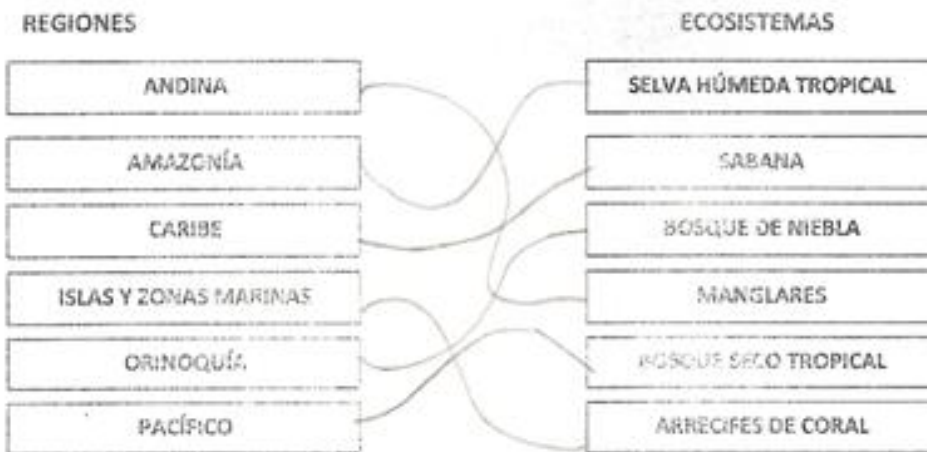 REGIONES
ECOSISTEMAS
ANDINA
SELVA HÚMEDA TROPICAL
AMAZONÍA
SABANA
CARIBE
BOSQUE DE NIEBLA
ISLAS Y ZONAS MARINAS
MANGLARES
ORINOQUÍA
BOSQUE SECO TROPICAL
PACÍFICO
ARRECIFES DE CORAL